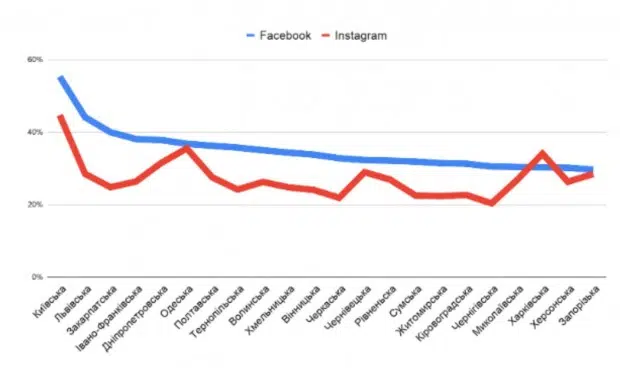 Facebook Instagram
60%
40%
20%
0%
Київська
Львівська
Закарпатська
Івано-Франківська
Дніпропетровська
Одеська
Полтавська
Тернопільська
Волинська
Хмельницька
Вінницька
Черкаська
Чернівецька
Рівненьска
Сумська
Житомирська
Кіровоградська
Чернігівська
Миколаївська
Харківська
Херсонська
Запорізька